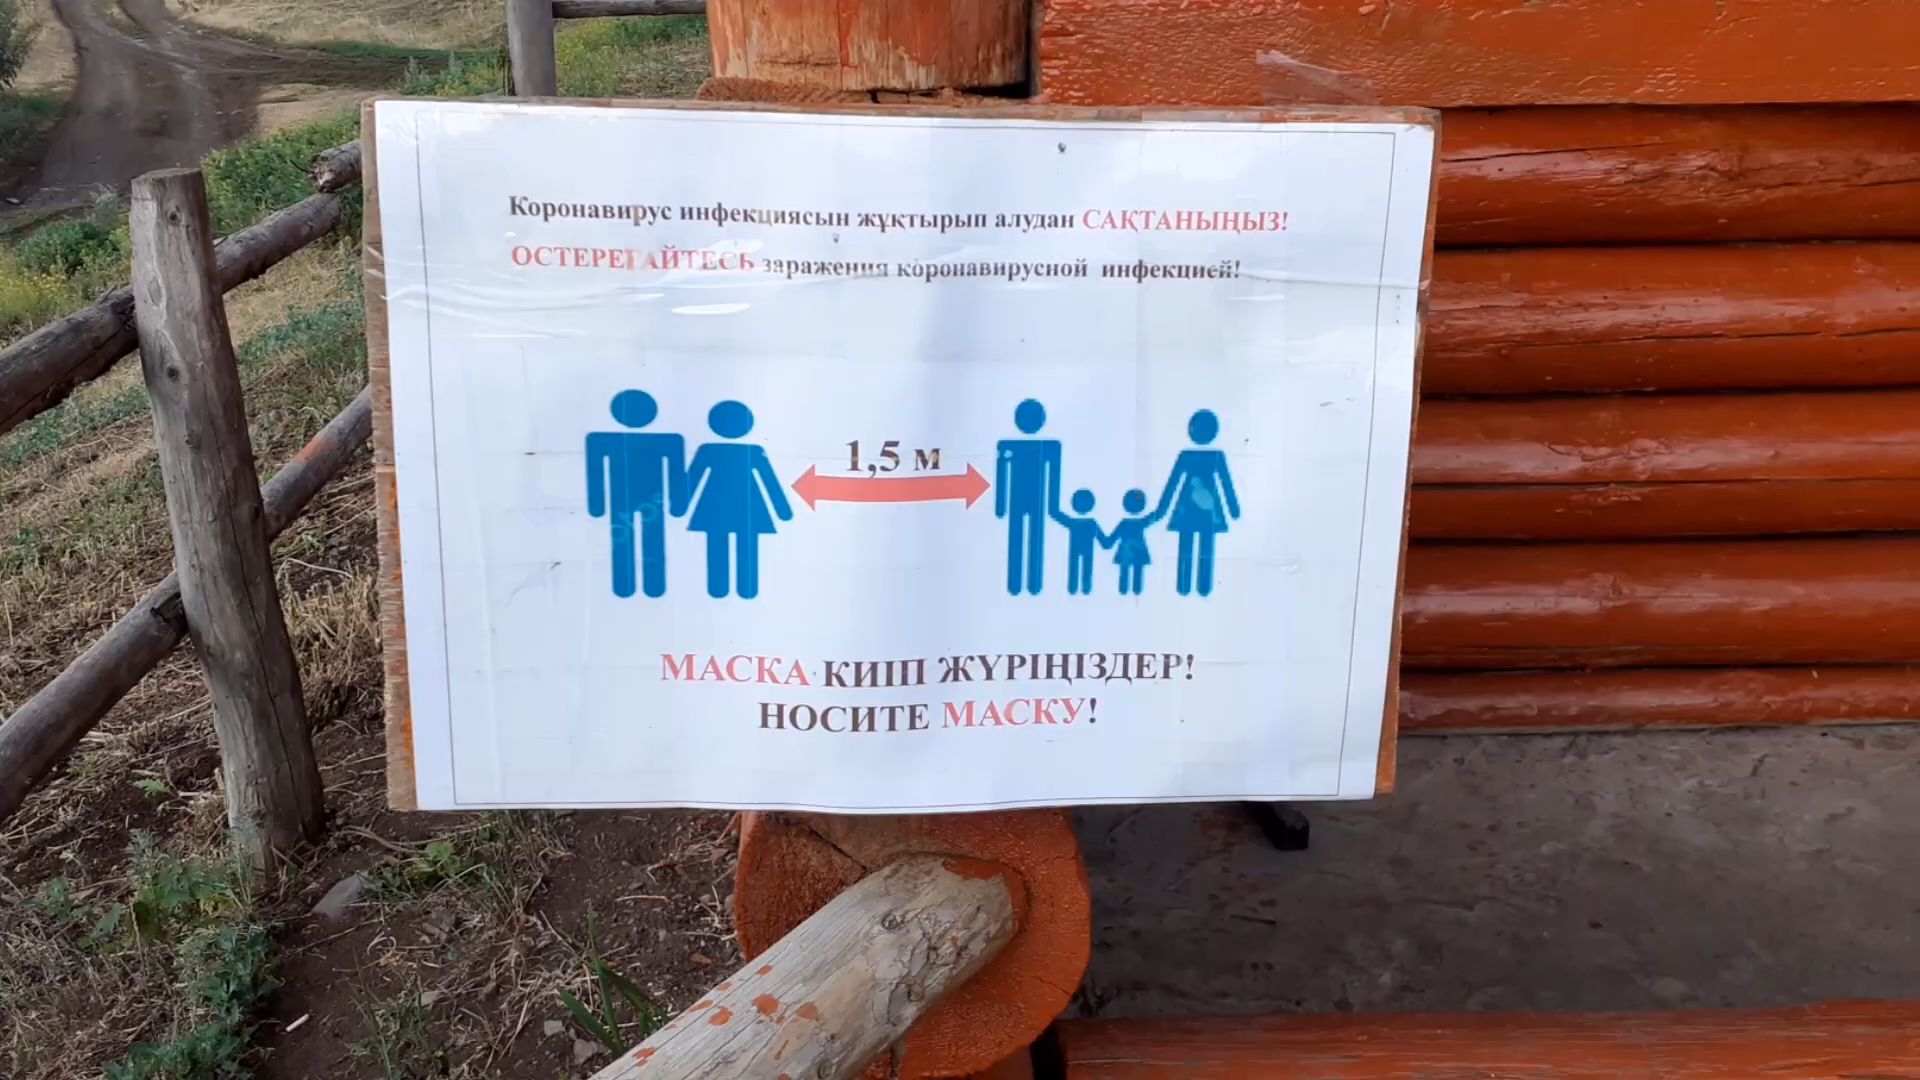 Коронавирус инфекциясын жұқтырып алудан САҚТАНЫҢЫЗ!
ОСТЕРЕГАЙТЕСЬ заражения коронавирусной инфекцией!
1,5 м
МАСКА КИІП ЖҮРІҢІЗДЕР!
НОСИТЕ МАСКУ!